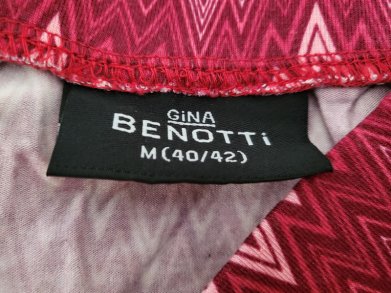 GiNA
BENOTTi
M (40/42)